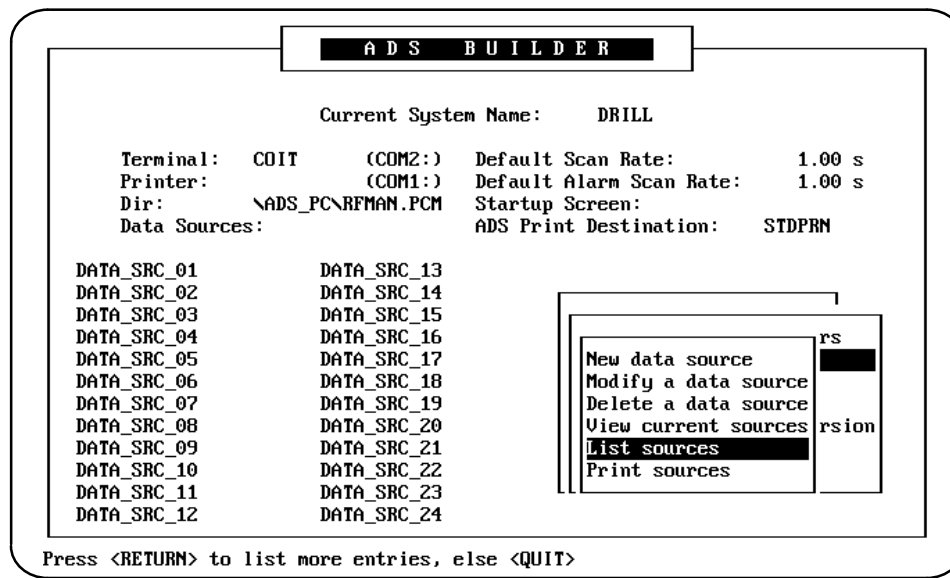 ADS BUILDER
Current System Name: DRILL
Terminal: COIT (COM2:) Default Scan Rate: 1.00 s
Printer: (COM1:) Default Alarm Scan Rate: 1.00 s
Dir: \ADS_PC\RFMAN.PCM Startup Screen:
Data Sources: ADS Print Destination: STDPRN
DATA_SRC_01 DATA_SRC_13
DATA_SRC_02 DATA_SRC_14
DATA_SRC_03 DATA_SRC_15
DATA_SRC_04 DATA_SRC_16 rs
DATA_SRC_05 DATA_SRC_17 New data source
DATA_SRC_06 DATA_SRC_18 Modify a data source
DATA_SRC_07 DATA_SRC_19 Delete a data source
DATA_SRC_08 DATA_SRC_20 View current sources rsion
DATA_SRC_09 DATA_SRC_21 List sources
DATA_SRC_10 DATA_SRC_22 Print sources
DATA_SRC_11 DATA_SRC_23
DATA_SRC_12 DATA_SRC_24
Press <RETURN> to list more entries, else <QUIT>